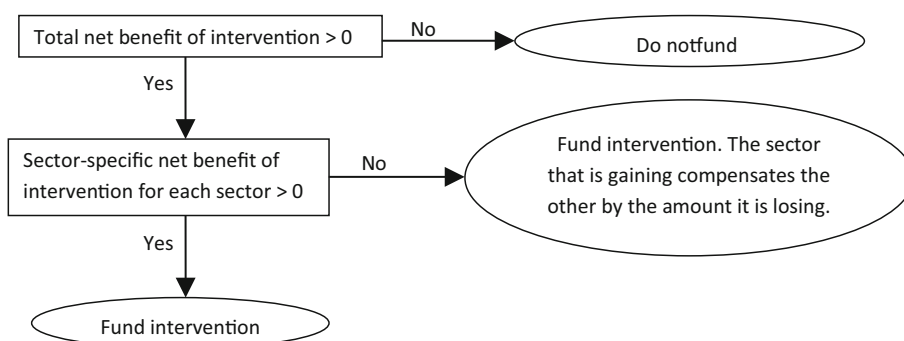 Total net benefit of intervention > 0
No
Do notfund
Yes
Sector-specific net benefit of
intervention for each sector > 0
No
Fund intervention. The sector
that is gaining compensates the
other by the amount it is losing.
Yes
Fund intervention